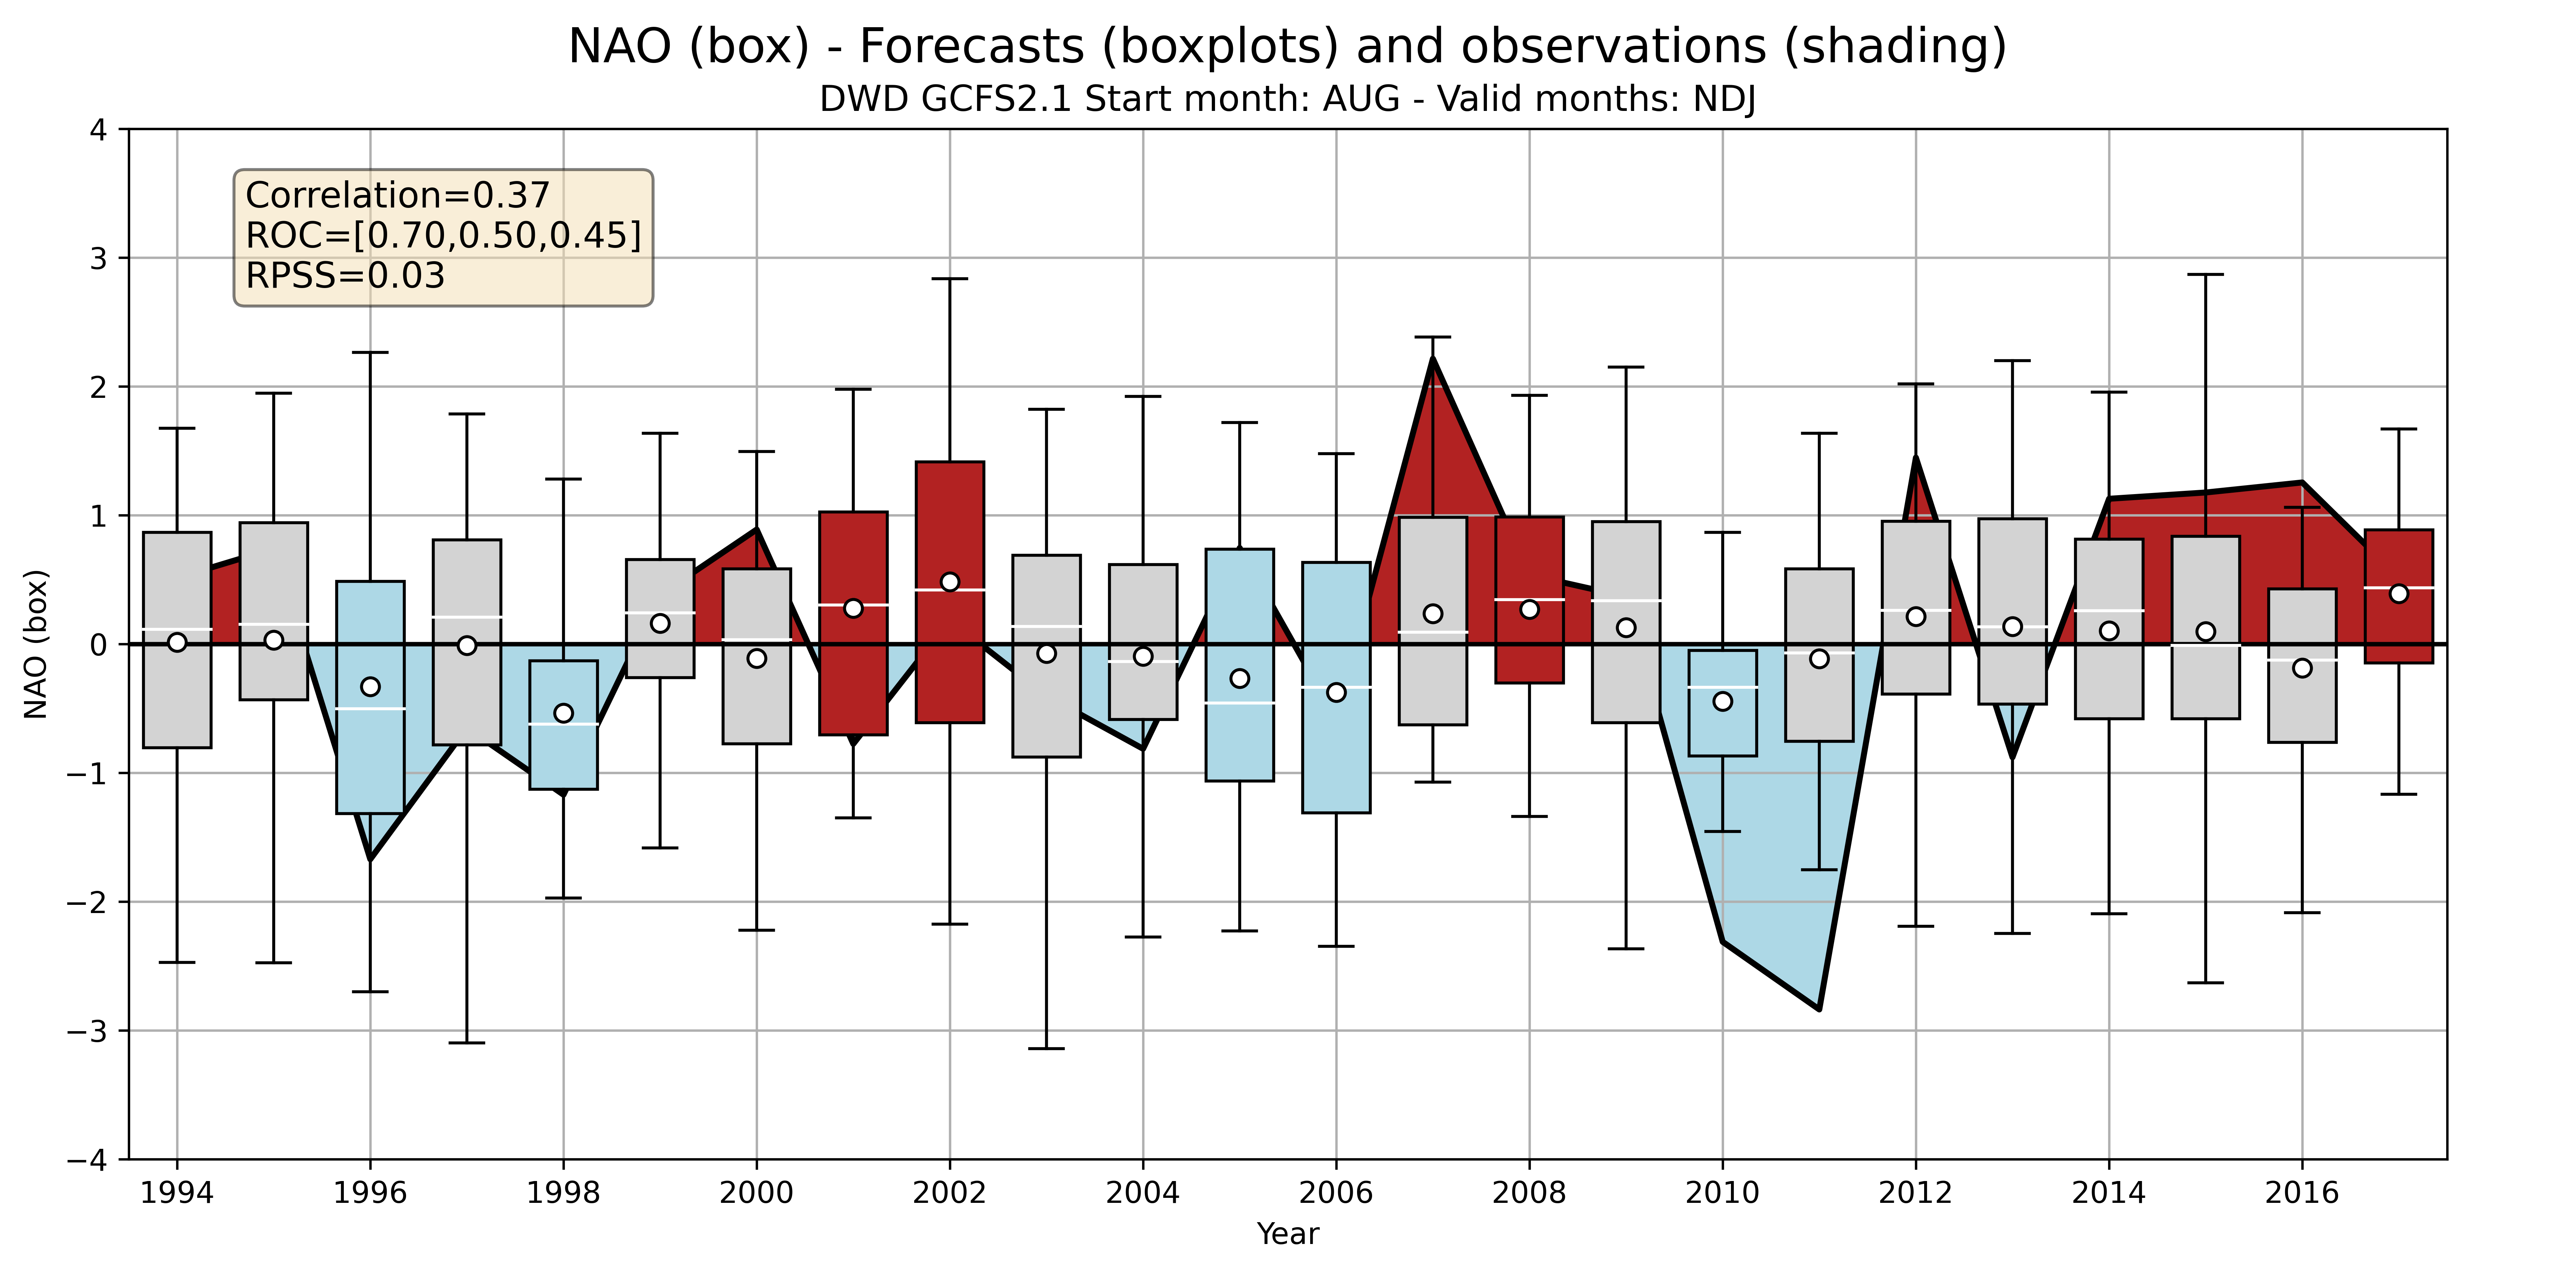 NAO (box) - Forecasts (boxplots) and observations (shading)
DWD GCFS2.1 Start month: AUG - Valid months: NDJ
Correlation=0.37
ROC=[0.70,0.50,0.45]
RPSS=0.03
NAO (box)
4
3
2
1
0
−1
−2
−3
−4
1994 1996 1998 2000 2002 2004 2006 2008 2010 2012 2014 2016
Year